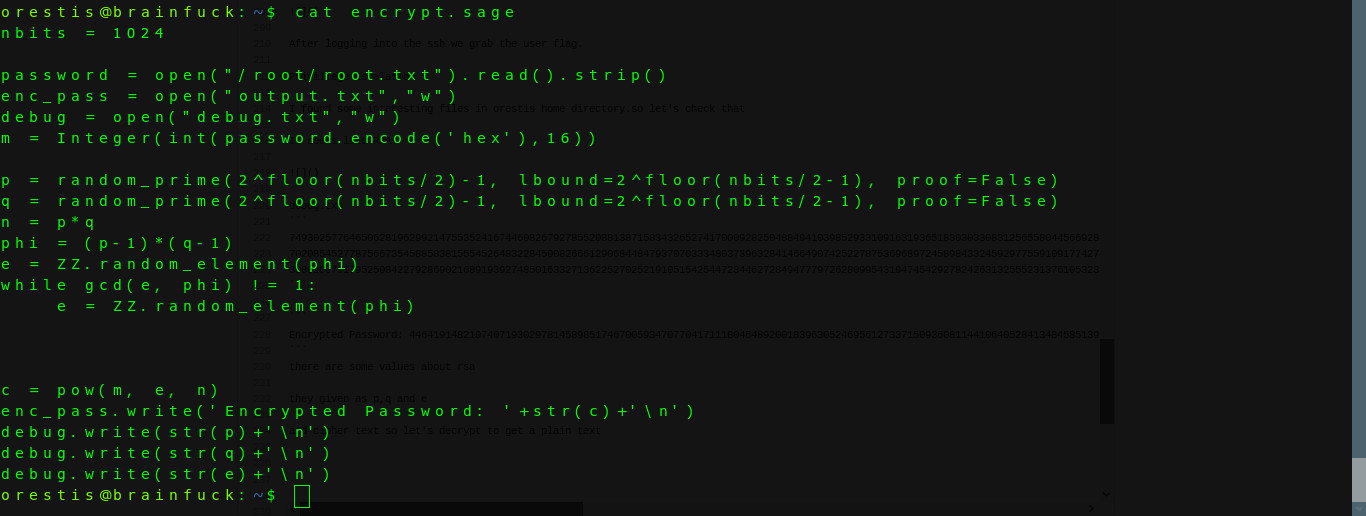 orestis@brainfuck:~$ cat encrypt.sage
nbits = 1024
After logging into the ssh we grab the user flag.
password = open("/root/root.txt").read().strip()
enc_pass = open("output.txt","w")
files in orestis home directory.so let's check that
debug = open("debug.txt","w")
m = Integer(int(password.encode('hex'),16))
p = random_prime(2^floor(nbits/2)-1, lbound=2^floor(nbits/2-1), proof=False)
q = random_prime(2^floor(nbits/2)-1, lbound=2^floor(nbits/2-1), proof=False)
n = p*q
phi = (p-1)*(q-1)
e = ZZ.random_element(phi)
while gcd(e, phi) != 1:
    e = ZZ.random_element(phi)
Encrypted Password:
there are some values about rsa
they given as p,q and e
c = pow(m, e, n)
enc_pass.write('Encrypted Password: '+str(c)+'\n')
debug.write(str(p)+'\n')
text so let's decrypt to get a plain text
debug.write(str(q)+'\n')
debug.write(str(e)+'\n')
orestis@brainfuck:~$